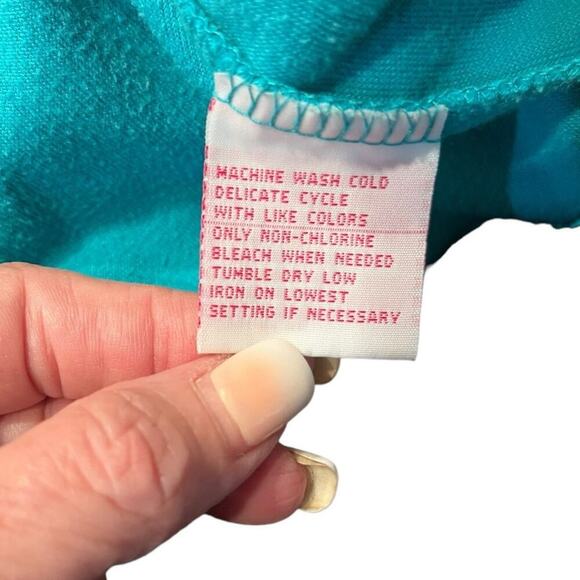 MACHINE WASH COLD
DELICATE CYCLE
WITH LIKE COLORS
ONLY NON-CHLORINE
BLEACH WHEN NEEDED
TUMBLE DRY LOW
IRON ON LOWEST
SETTING IF NECESSARY